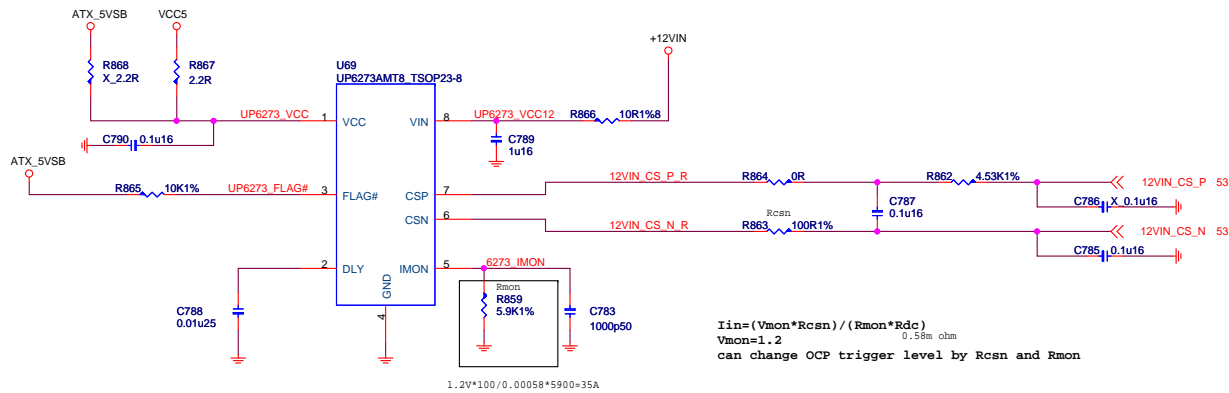 ATX_5VSB
VCC5
+12VIN
R868
X_2.2R
R867
2.2R
U69
UP6273AMT8_TSOP23-8
UP6273_VCC
1
VCC
VIN
8
UP6273_VCC12
R866
10R1%8
C790
0.1u16
C789
1u16
ATX_5VSB
R865
10K1%
UP6273_FLAG#
3
FLAG#
CSP
7
12VIN_CS_P_R
R864
0R
R862
4.53K1%
12VIN_CS_P 53
C787
0.1u16
C786
X_0.1u16
CSN
6
12VIN_CS_N_R
Rcsn
R863
100R1%
12VIN_CS_N 53
C785
0.1u16
2
DLY
IMON
5
6273_IMON
GND
4
C788
0.01u25
Rmon
R859
5.9K1%
C783
1000p50
Iin=(Vmon*Rcsn)/(Rmon*Rdc)
Vmon=1.2
0.58m ohm
can change OCP trigger level by Rcsn and Rmon
1.2V*100/0.00058*5900=35A